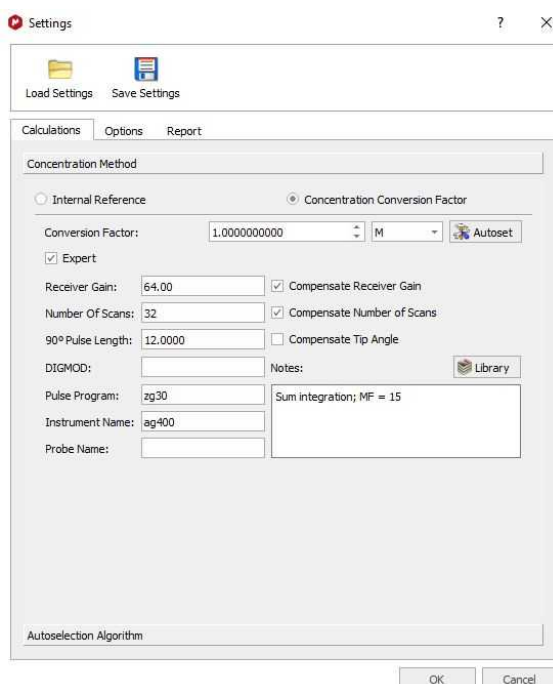 Settings ? ×
Load Settings Save Settings
Calculations Options Report
Concentration Method
Internal Reference Concentration Conversion Factor
Conversion Factor: 1.0000000000 M Autoset
Expert
Receiver Gain: 64.00 Compensate Receiver Gain
Number Of Scans: 32 Compensate Number of Scans
90º Pulse Length: 12.0000 Compensate Tip Angle
DIGMOD: Notes: Library
Pulse Program: zg30 Sum integration; MF = 15
Instrument Name: ag400
Probe Name:
Autoselection Algorithm
OK Cancel